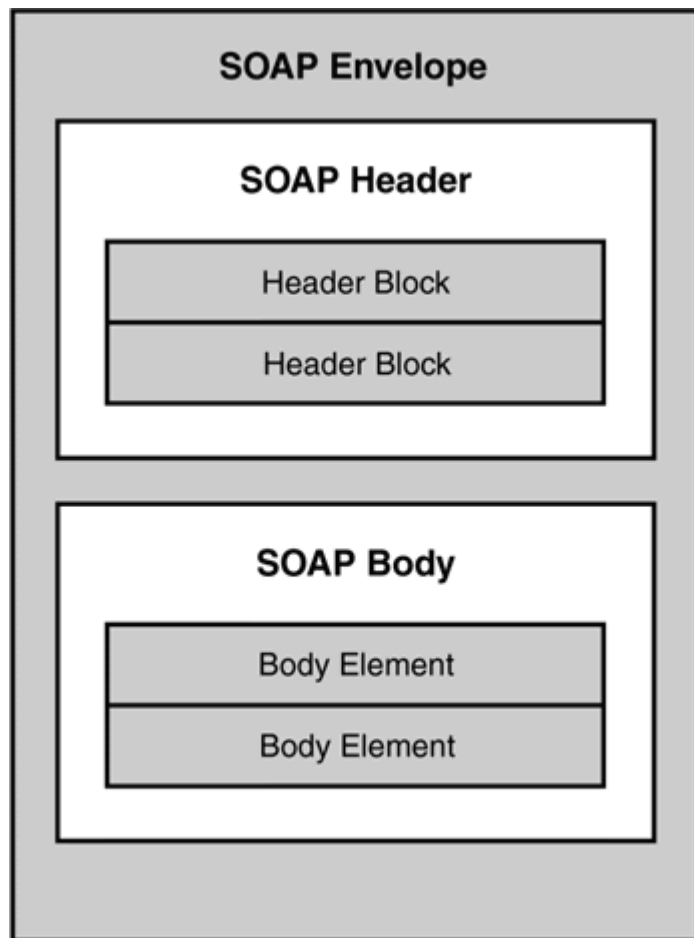 SOAP Envelope
SOAP Header
Header Block
Header Block
SOAP Body
Body Element
Body Element